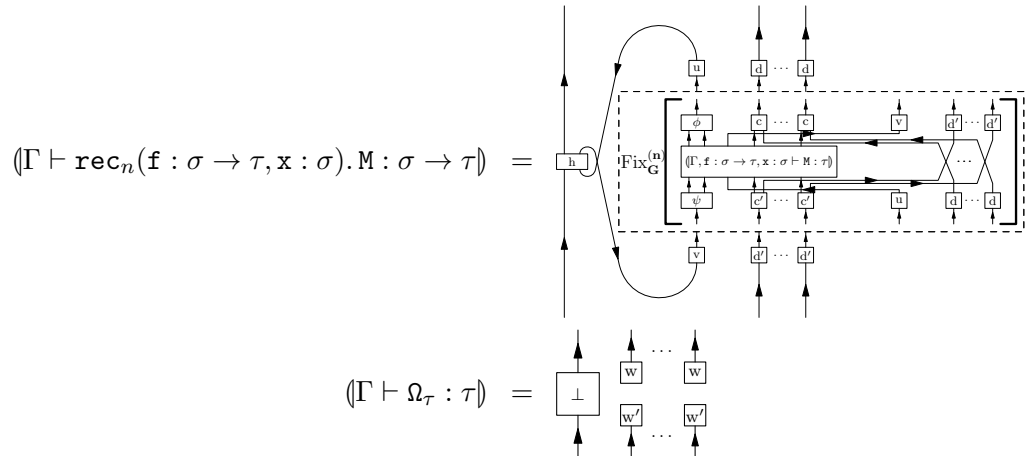 u d ··· d
ϕ c ··· c v d′ ··· d′
⦇Γ ⊢ rec_n(f : σ → τ, x : σ). M : σ → τ⦈ = h Fix_G^(n) ⦇Γ, f : σ → τ, x : σ ⊢ M : τ⦈ ···
ψ c′ ··· c′ u d ··· d
v d′ ··· d′
w ··· w
⦇Γ ⊢ Ω_τ : τ⦈ = ⊥
w′ ··· w′